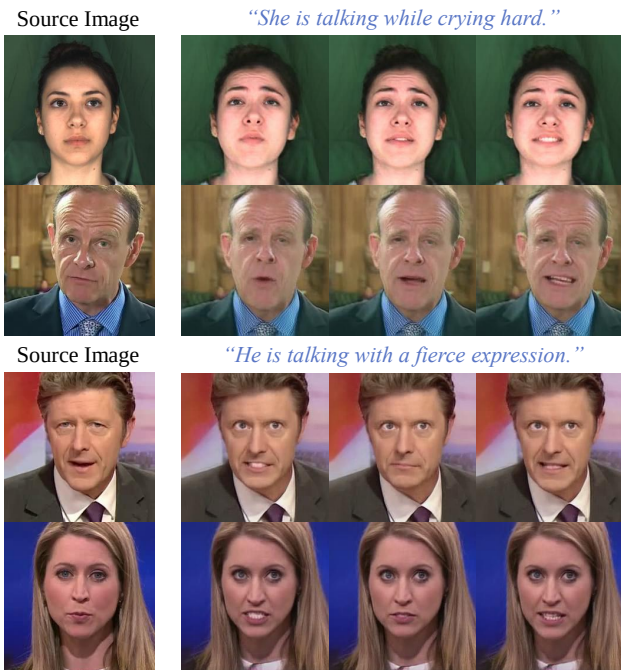 Source Image
“She is talking while crying hard.”
Source Image
“He is talking with a fierce expression.”